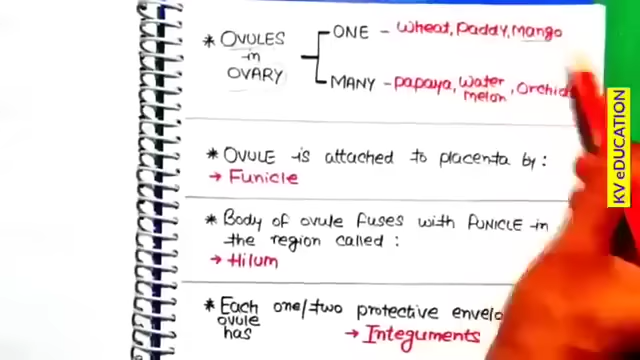 * OVULES in OVARY
ONE - Wheat, Paddy, Mango
MANY - Papaya, Water melon, Orchid
* OVULE is attached to placenta by :
→ Funicle
* Body of ovule fuses with FUNICLE in
the region called :
→ Hilum
* Each ovule has one/two protective
→ Integuments
KV eDUCATION